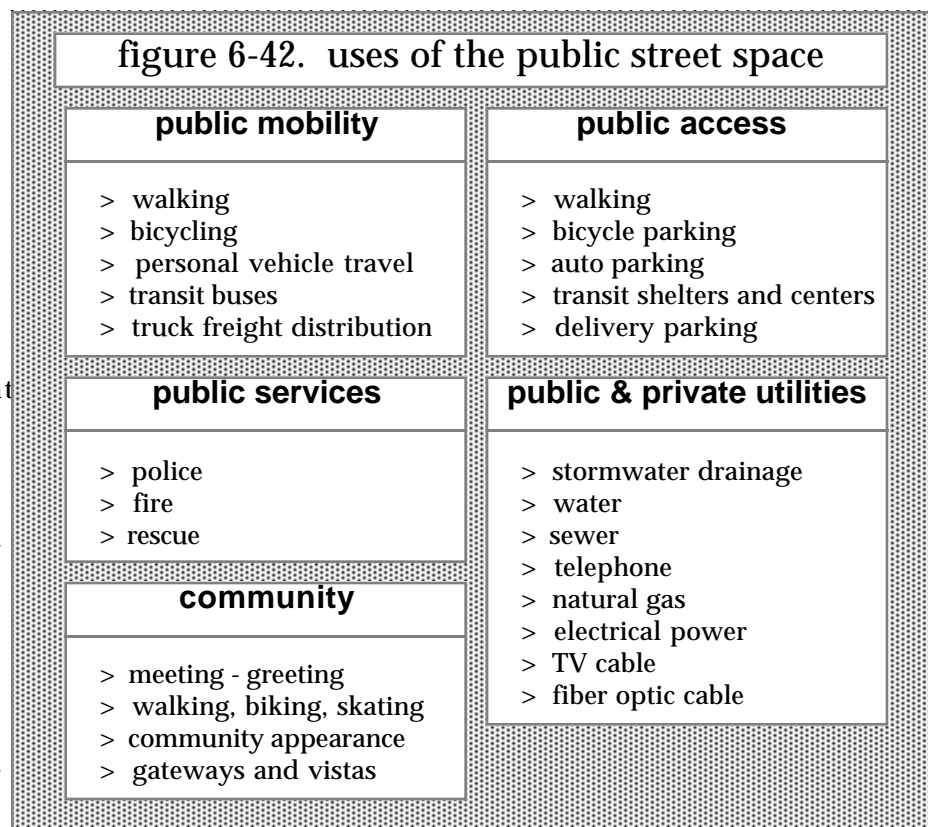 figure 6-42. uses of the public street space
public mobility
> walking
> bicycling
> personal vehicle travel
> transit buses
> truck freight distribution
public access
> walking
> bicycle parking
> auto parking
> transit shelters and centers
> delivery parking
public services
> police
> fire
> rescue
public & private utilities
> stormwater drainage
> water
> sewer
> telephone
> natural gas
> electrical power
> TV cable
> fiber optic cable
community
> meeting - greeting
> walking, biking, skating
> community appearance
> gateways and vistas